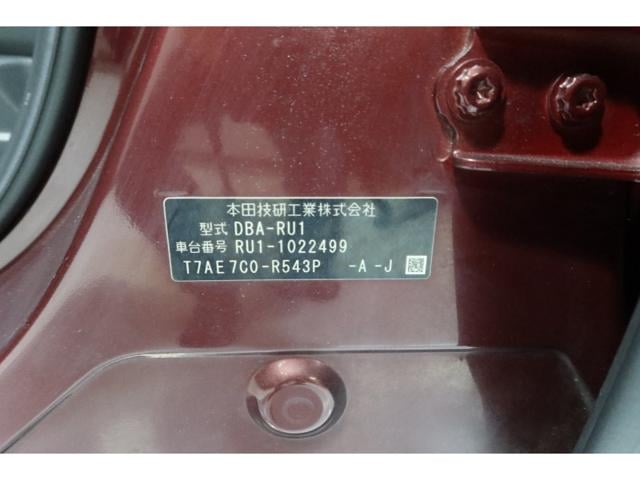 本田技研工業株式会社
型式 DBA-RU1
車台番号 RU1-1022499
T7AE7C0-R543P -A -J